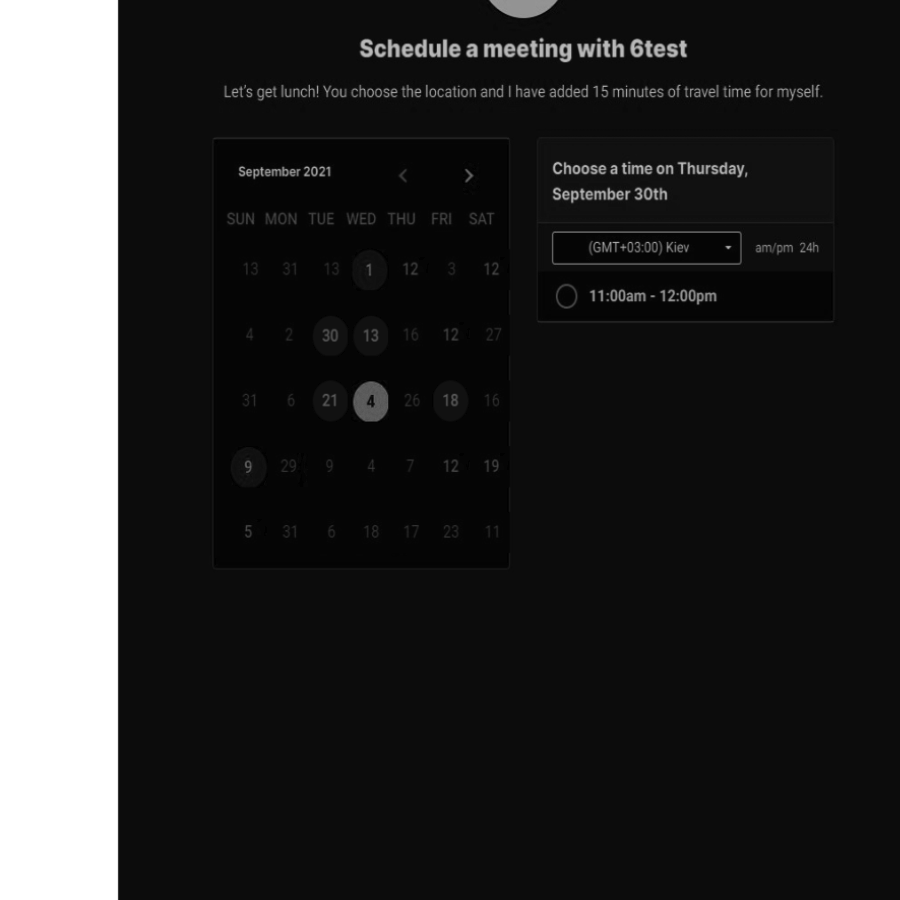 Schedule a meeting with 6test
Let's get lunch! You choose the location and I have added 15 minutes of travel time for myself.
September 2021
SUN MON TUE WED THU FRI SAT
13 31 13 1 12 3 12
4 2 30 13 16 12 27
31 6 21 4 26 18 16
9 29 9 4 7 12 19
5 31 6 18 17 23 11
Choose a time on Thursday,
September 30th
(GMT+03:00) Kiev am/pm 24h
11:00am - 12:00pm